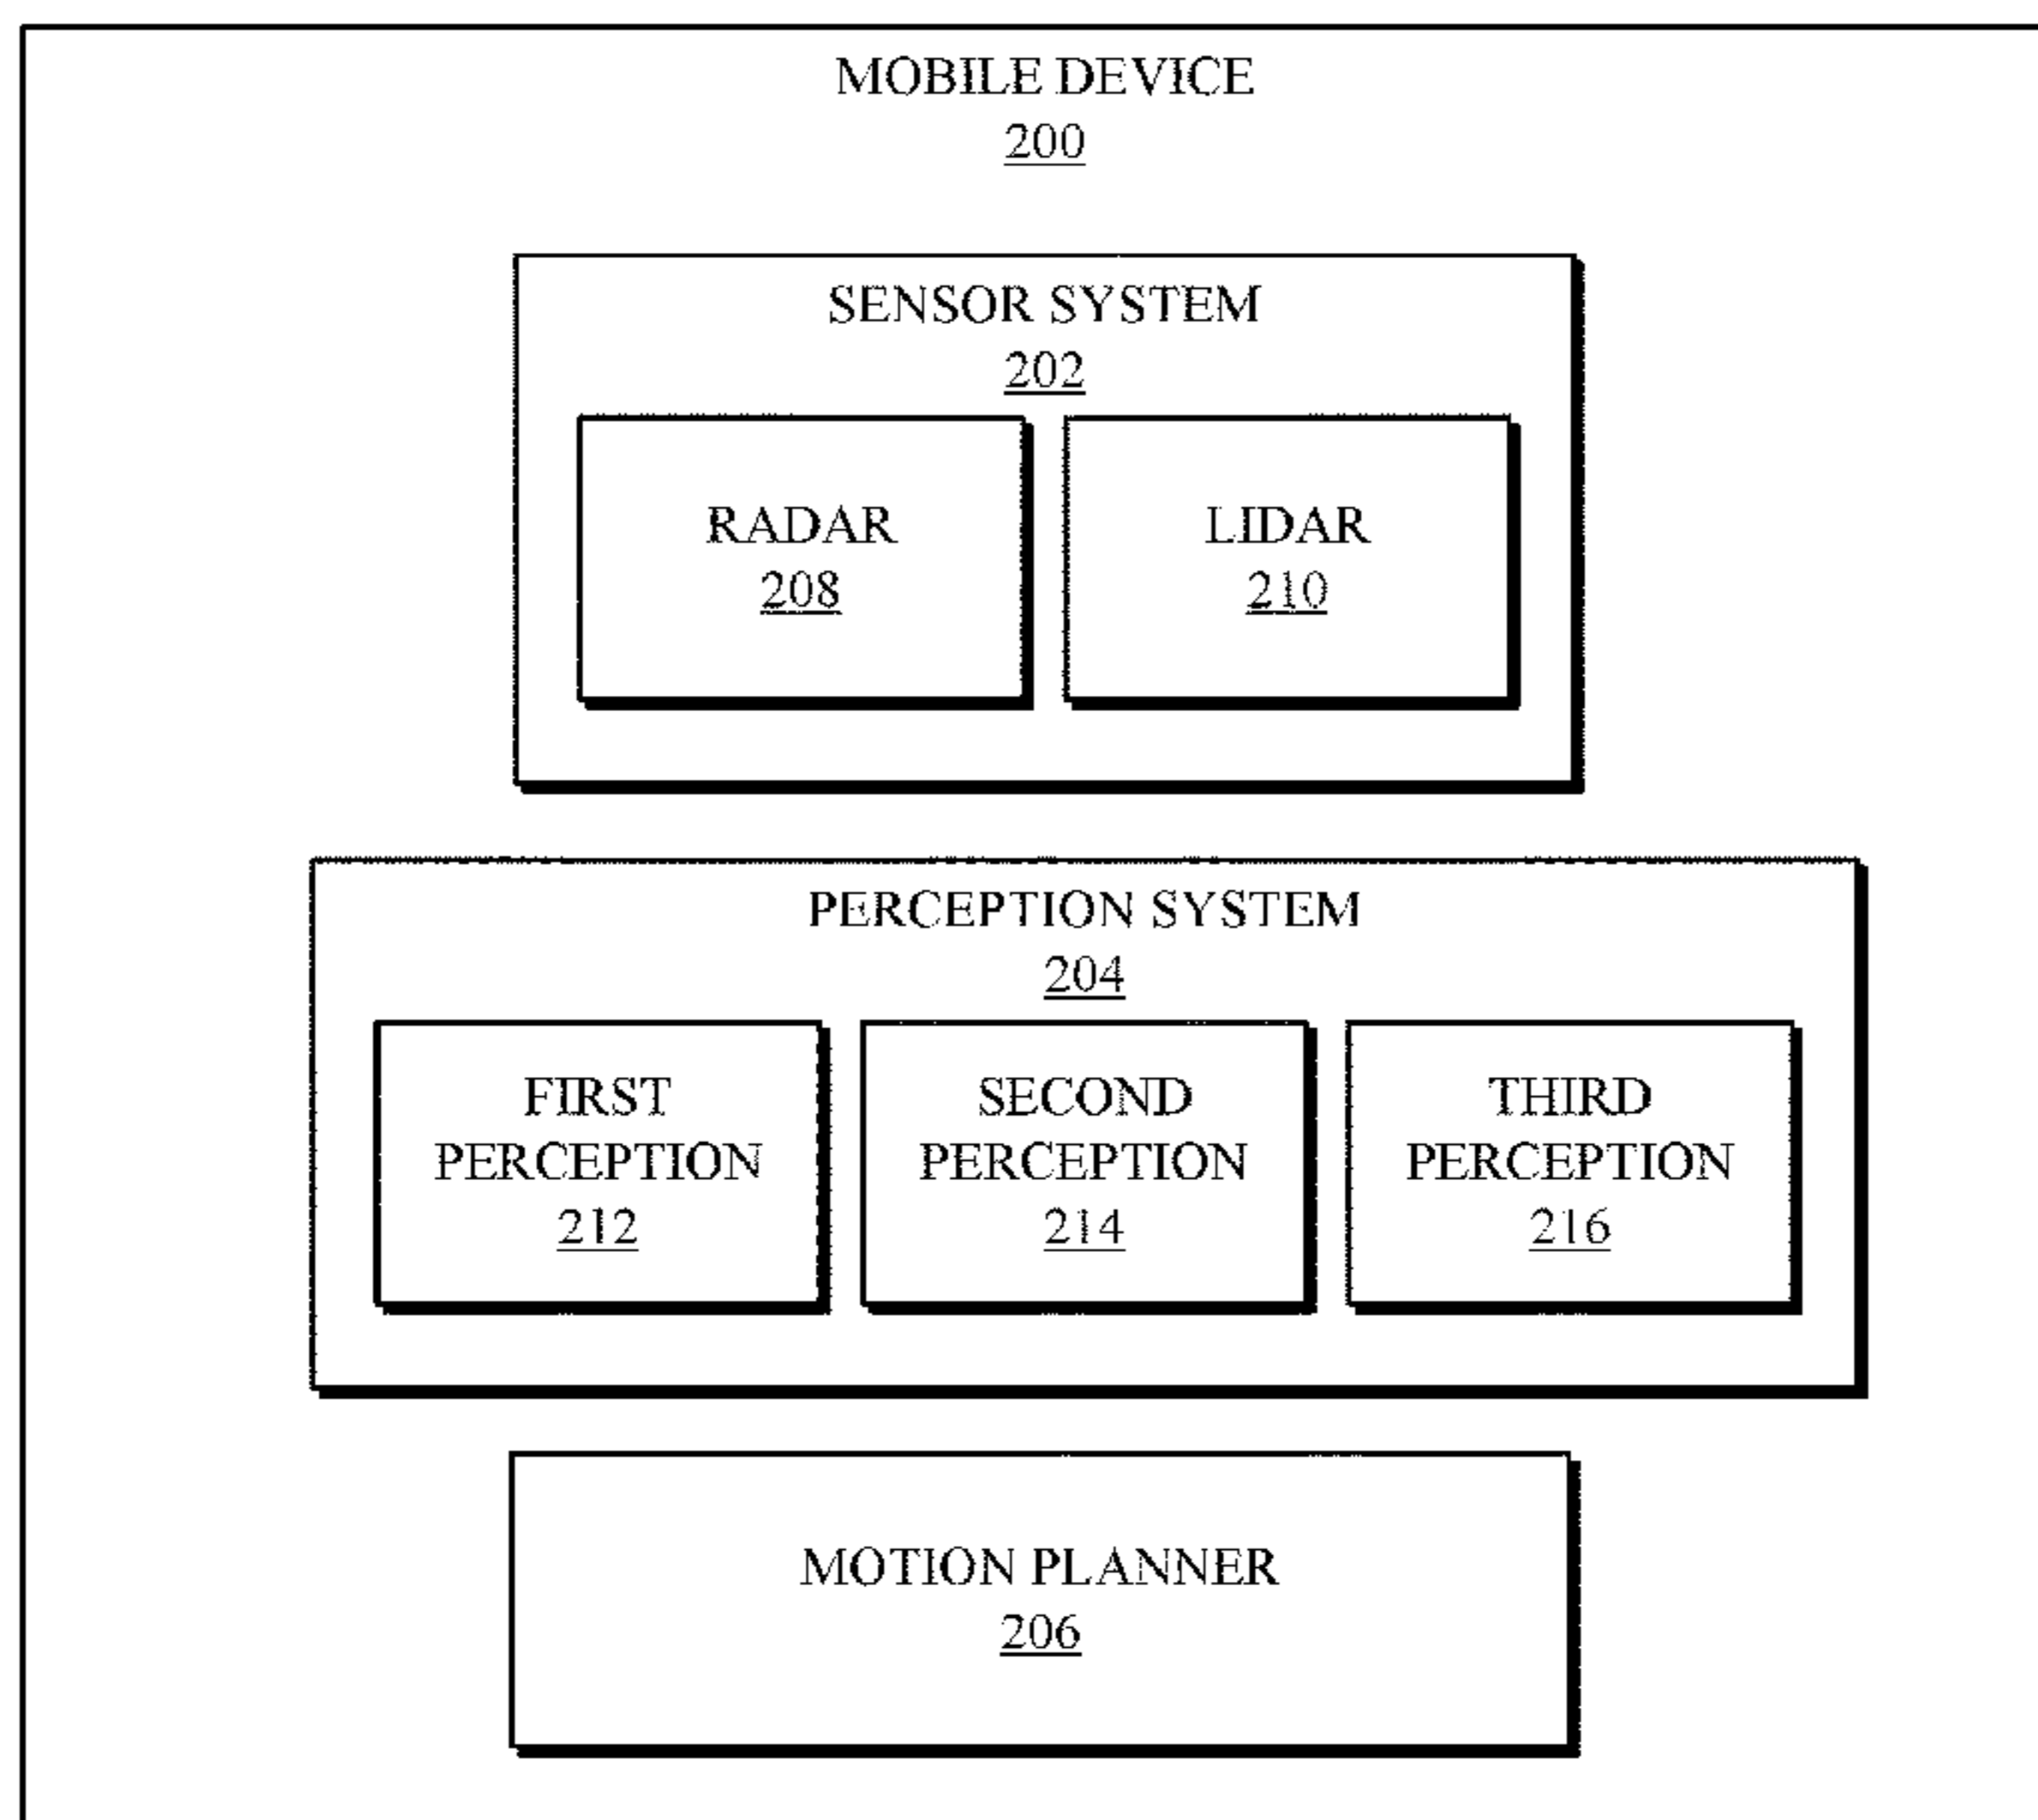 MOBILE DEVICE
200
SENSOR SYSTEM
202
RADAR
208
LIDAR
210
PERCEPTION SYSTEM
204
FIRST
PERCEPTION
212
SECOND
PERCEPTION
214
THIRD
PERCEPTION
216
MOTION PLANNER
206